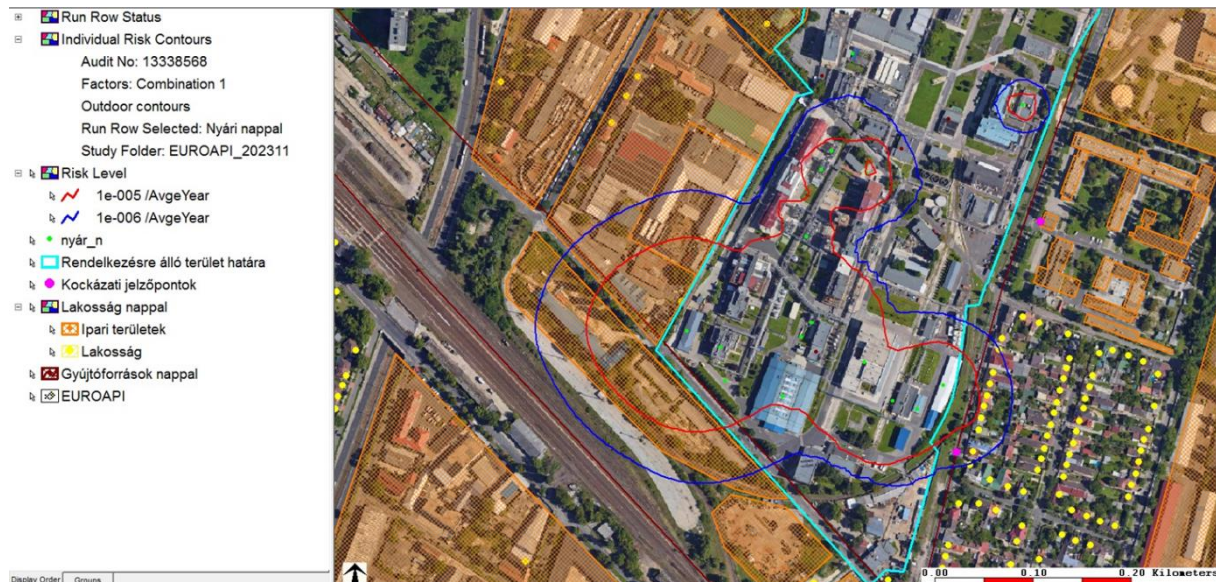 Run Row Status
Individual Risk Contours
Audit No: 13338568
Factors: Combination 1
Outdoor contours
Run Row Selected: Nyári nappal
Study Folder: EUROAPI_202311
Risk Level
1e-005 /AvgeYear
1e-006 /AvgeYear
nyár_n
Rendelkezésre álló terület határa
Kockázati jelzőpontok
Lakosság nappal
Ipari területek
Lakosság
Gyújtóforrások nappal
EUROAPI
0.00 0.10 0.20 Kilometers
Display Order Groups